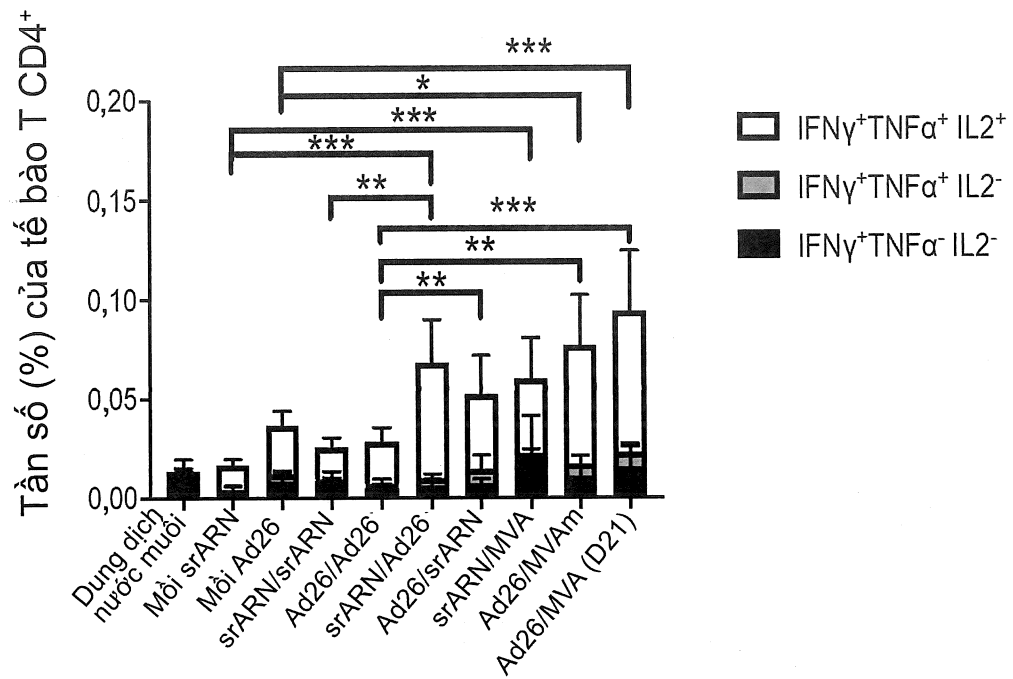 Tần số (%) của tế bào T CD4⁺
0,20
0,15
0,10
0,05
0,00
***
*
***
***
**
***
**
**
IFNγ⁺TNFα⁺ IL2⁺
IFNγ⁺TNFα⁺ IL2⁻
IFNγ⁺TNFα⁻ IL2⁻
Dung dịch
nước muối
Mồi srARN
Mồi Ad26
srARN/srARN
Ad26/Ad26
srARN/Ad26
Ad26/srARN
srARN/MVA
Ad26/MVAm
Ad26/MVA (D21)